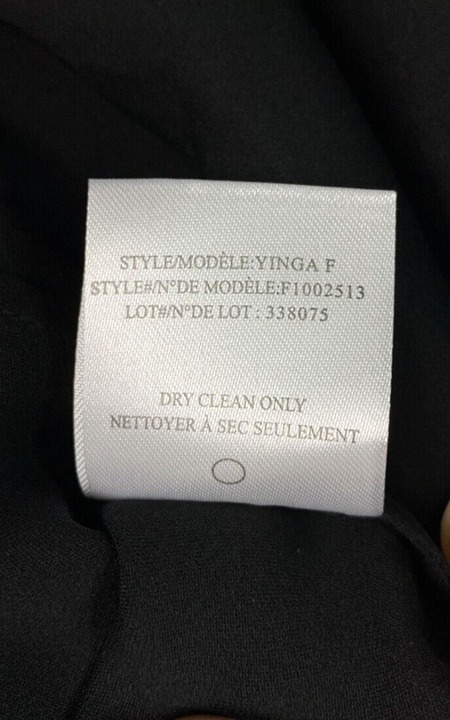 STYLE/MODÈLE:YINGA F
STYLE#/N°DE MODÈLE:F1002513
LOT#/N°DE LOT : 338075
DRY CLEAN ONLY
NETTOYER À SEC SEULEMENT